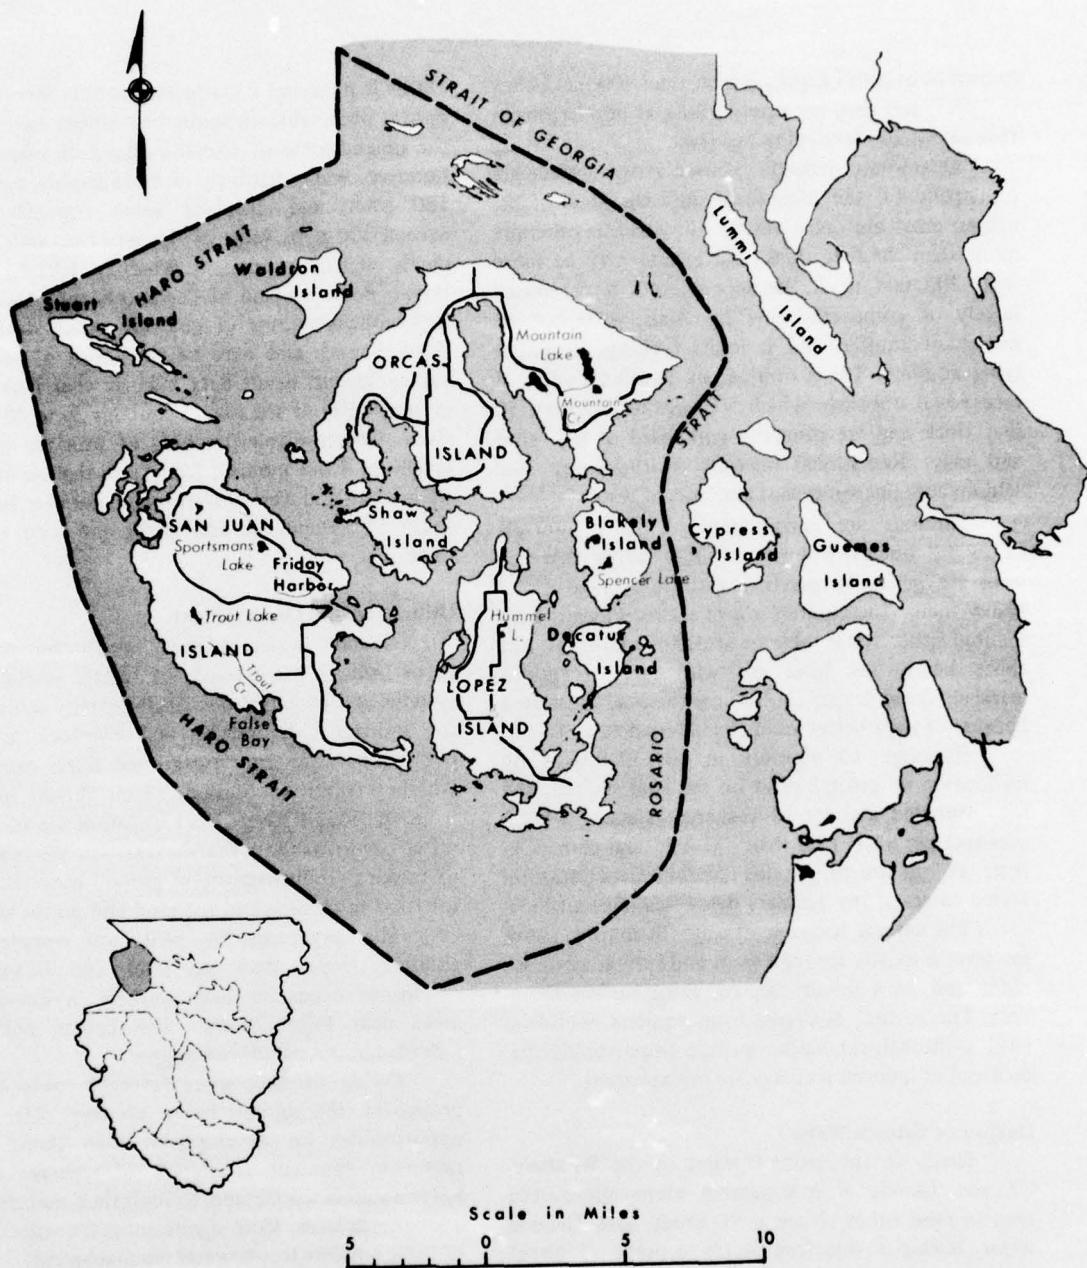 STRAIT OF GEORGIA
HARO STRAIT
Stuart
Island
Waldron
Island
Lummi
Island
Mountain
Lake
ORCAS
ISLAND
Mountain
Cr.
STRAIT
ROSARIO
SAN JUAN
ISLAND
Sportsmans
Lake
Friday
Harbor
Shaw
Island
Blakely
Island
Spencer Lake
Cypress
Island
Guemes
Island
Trout Lake
Trout
Cr.
False
Bay
HARO STRAIT
Hummel
L.
LOPEZ
ISLAND
Decatur
Island
Scale in Miles
5 0 5 10